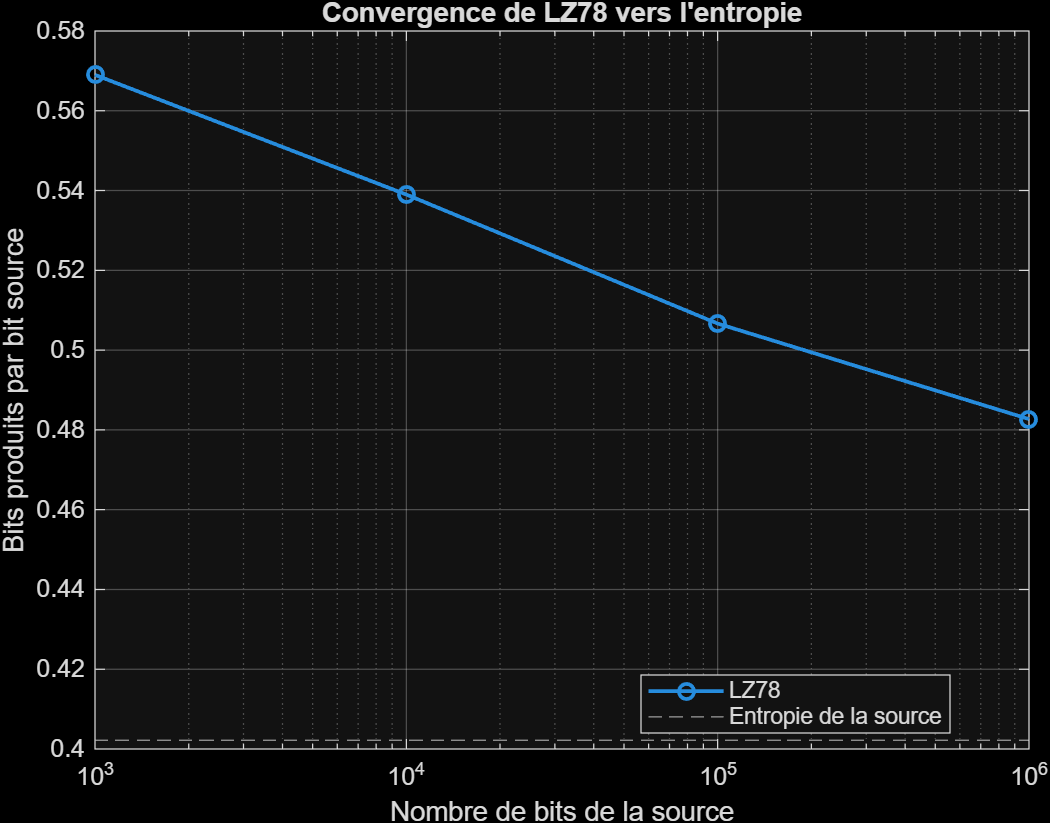 Convergence de LZ78 vers l'entropie
0.58
0.56
0.54
0.52
0.5
0.48
0.46
0.44
0.42
0.4
Bits produits par bit source
LZ78
Entropie de la source
10³ 10⁴ 10⁵ 10⁶
Nombre de bits de la source